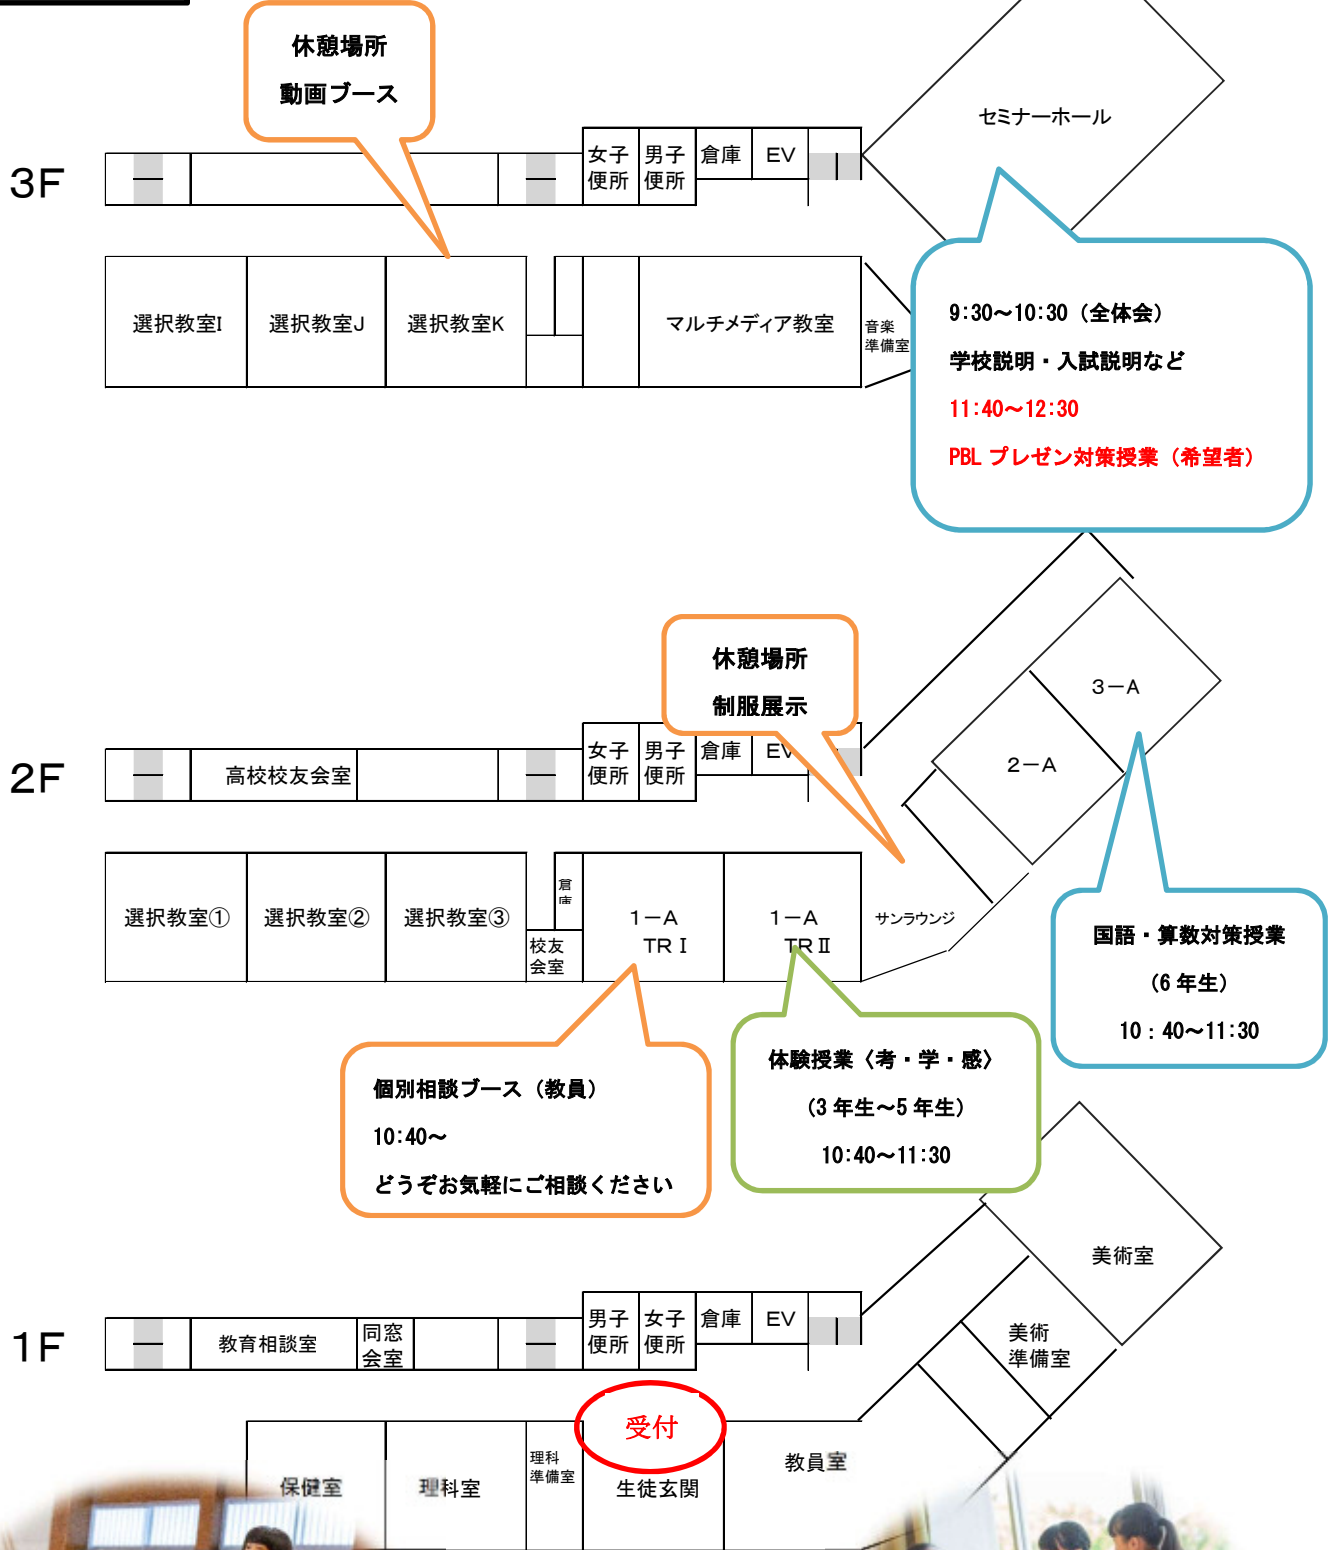 休憩場所
動画ブース
セミナーホール
3F
女子便所
男子便所
倉庫
EV
選択教室I
選択教室J
選択教室K
マルチメディア教室
音楽準備室
9:30～10:30（全体会）
学校説明・入試説明など
11:40～12:30
PBL プレゼン対策授業（希望者）
休憩場所
制服展示
3－A
2－A
2F
高校校友会室
女子便所
男子便所
倉庫
EV
選択教室①
選択教室②
選択教室③
倉庫
校友会室
1－A
TRⅠ
1－A
TRⅡ
サンラウンジ
国語・算数対策授業
（6 年生）
10：40～11:30
個別相談ブース（教員）
10:40～
どうぞお気軽にご相談ください
体験授業〈考・学・感〉
（3 年生～5 年生）
10:40～11:30
美術室
1F
教育相談室
同窓会室
男子便所
女子便所
倉庫
EV
美術準備室
受付
保健室
理科室
理科準備室
生徒玄関
教員室